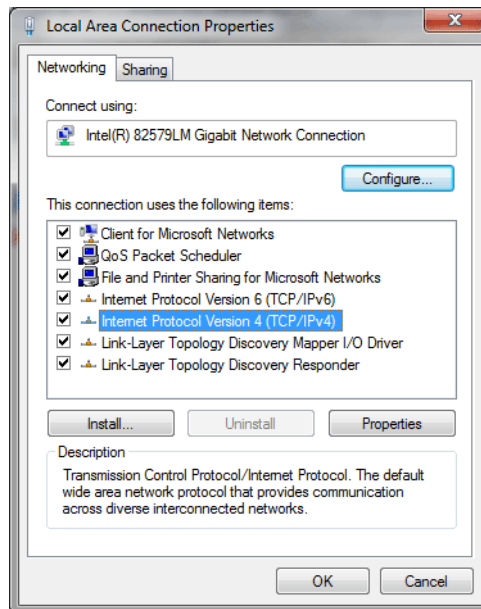 Local Area Connection Properties
Networking
Sharing
Connect using:
Intel(R) 82579LM Gigabit Network Connection
Configure...
This connection uses the following items:
Client for Microsoft Networks
QoS Packet Scheduler
File and Printer Sharing for Microsoft Networks
Internet Protocol Version 6 (TCP/IPv6)
Internet Protocol Version 4 (TCP/IPv4)
Link-Layer Topology Discovery Mapper I/O Driver
Link-Layer Topology Discovery Responder
Install...
Uninstall
Properties
Description
Transmission Control Protocol/Internet Protocol. The default
wide area network protocol that provides communication
across diverse interconnected networks.
OK
Cancel